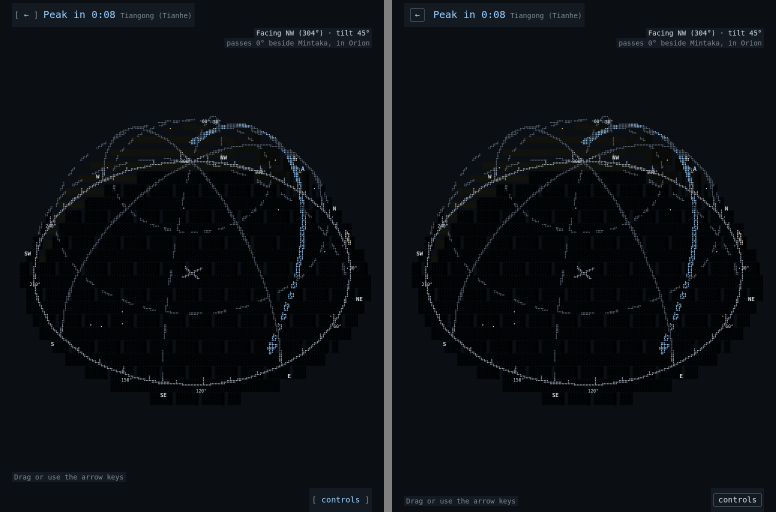 [ ← ] Peak in 0:08 Tiangong (Tianhe)
Facing NW (304°) · tilt 45°
passes 0° beside Mintaka, in Orion
NW
W
A
N
SW
NE
S
E
SE
120°
Drag or use the arrow keys
[ controls ]
← Peak in 0:08 Tiangong (Tianhe)
Facing NW (304°) · tilt 45°
passes 0° beside Mintaka, in Orion
NW
W
A
N
SW
NE
S
E
SE
120°
Drag or use the arrow keys
controls